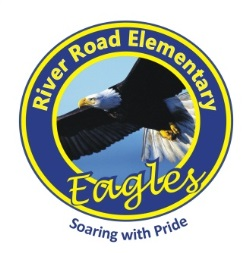 River Road Elementary
Eagles
Soaring with Pride